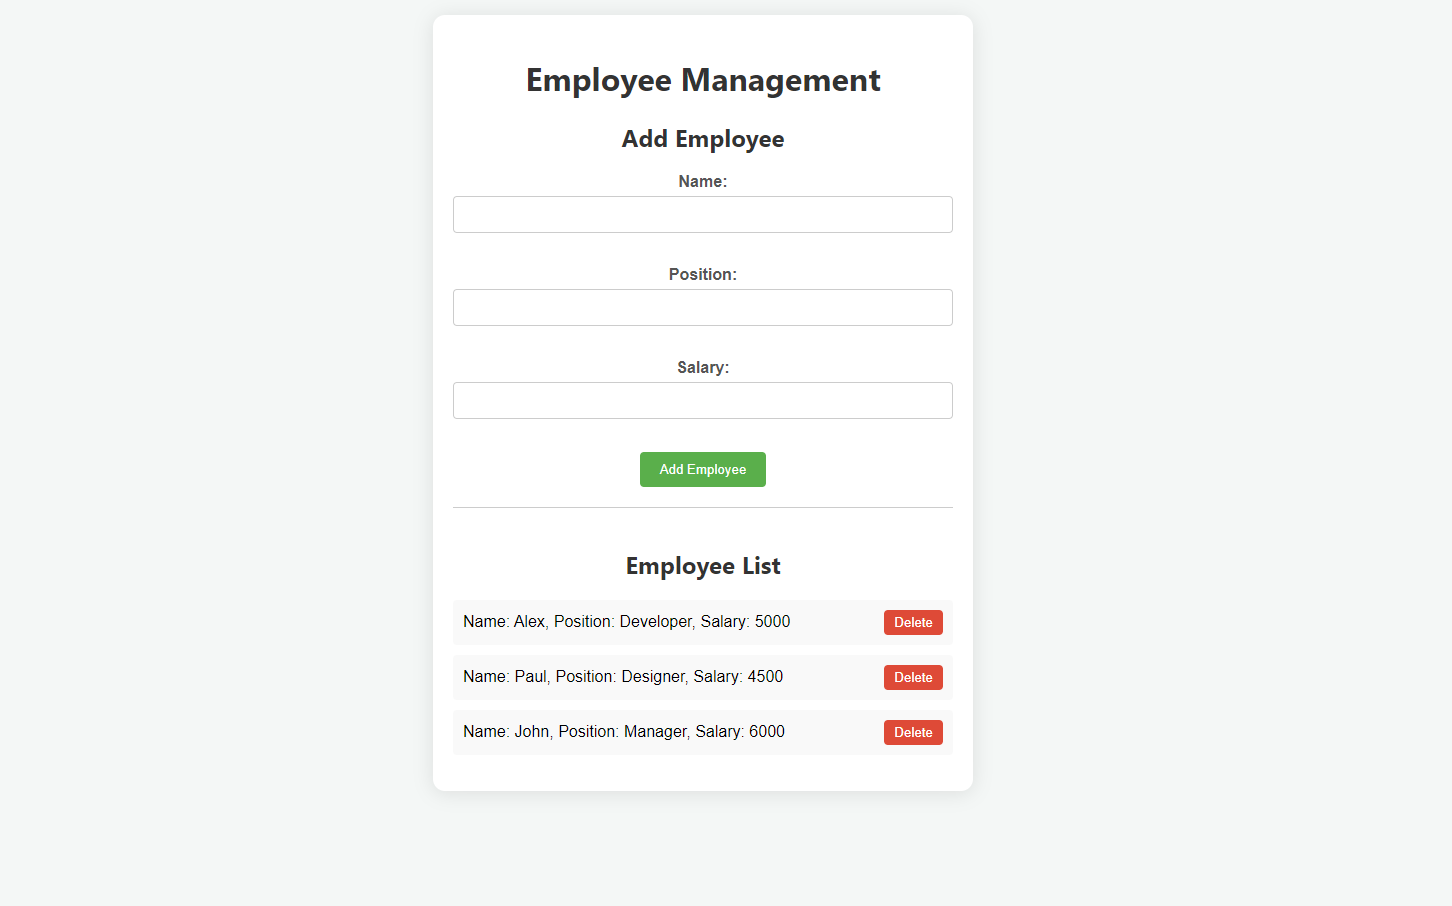 Employee Management
Add Employee
Name:
Position:
Salary:
Add Employee
Employee List
Name: Alex, Position: Developer, Salary: 5000 Delete
Name: Paul, Position: Designer, Salary: 4500 Delete
Name: John, Position: Manager, Salary: 6000 Delete